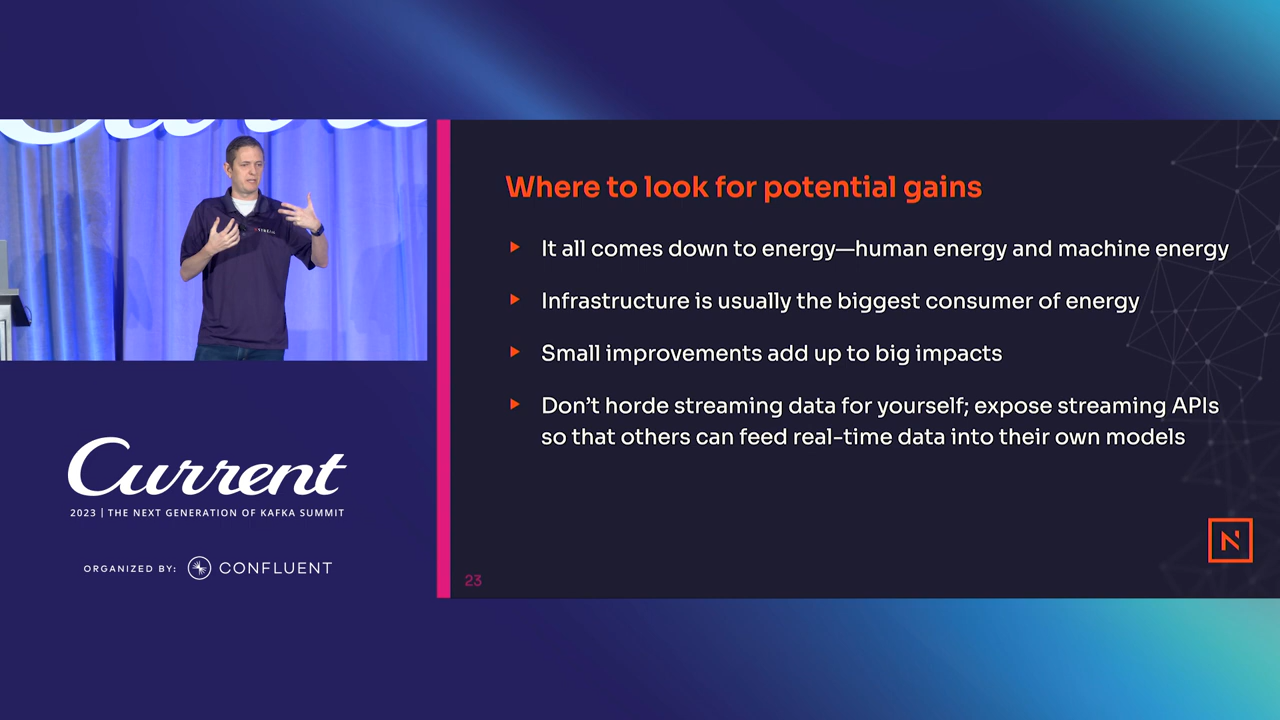 Where to look for potential gains
It all comes down to energy—human energy and machine energy
Infrastructure is usually the biggest consumer of energy
Small improvements add up to big impacts
Don’t horde streaming data for yourself; expose streaming APIs
so that others can feed real-time data into their own models
23
Current
2023 | THE NEXT GENERATION OF KAFKA SUMMIT
ORGANIZED BY: CONFLUENT